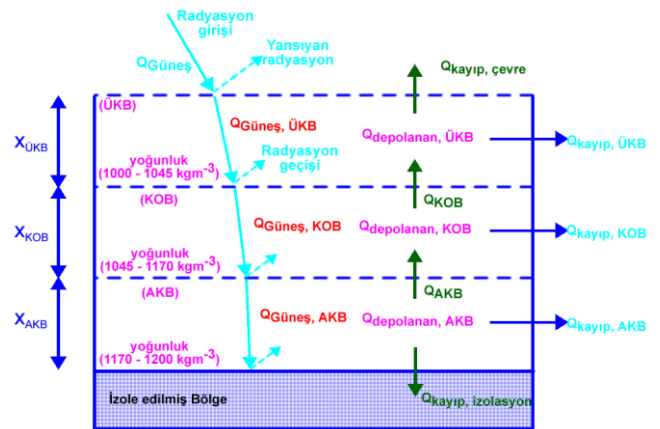 Radyasyon
girişi
QGüneş
Yansıyan
radyasyon
Qkayıp, çevre
(ÜKB)
XÜKB
QGüneş, ÜKB
Qdepolanan, ÜKB
Qkayıp, ÜKB
yoğunluk
(1000 - 1045 kgm-3)
Radyasyon
geçişi
(KOB)
QKOB
XKOB
QGüneş, KOB
Qdepolanan, KOB
Qkayıp, KOB
yoğunluk
(1045 - 1170 kgm-3)
(AKB)
QAKB
XAKB
QGüneş, AKB
Qdepolanan, AKB
Qkayıp, AKB
yoğunluk
(1170 - 1200 kgm-3)
İzole edilmiş Bölge
Qkayıp, izolasyon